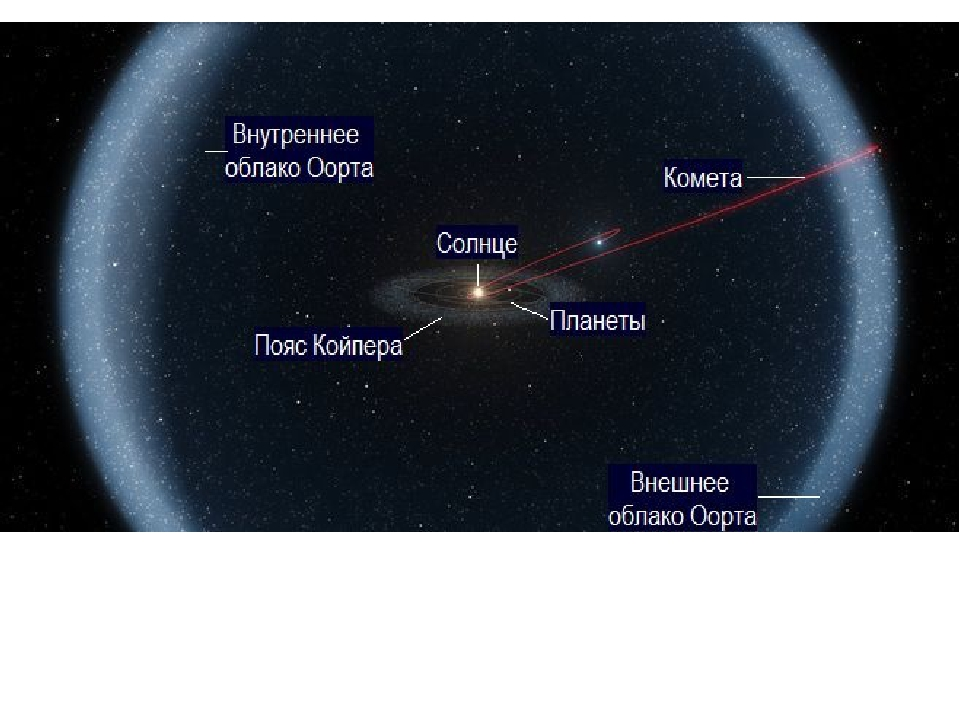 Внутреннее
облако Оорта
Комета
Солнце
Планеты
Пояс Койпера
Внешнее
облако Оорта